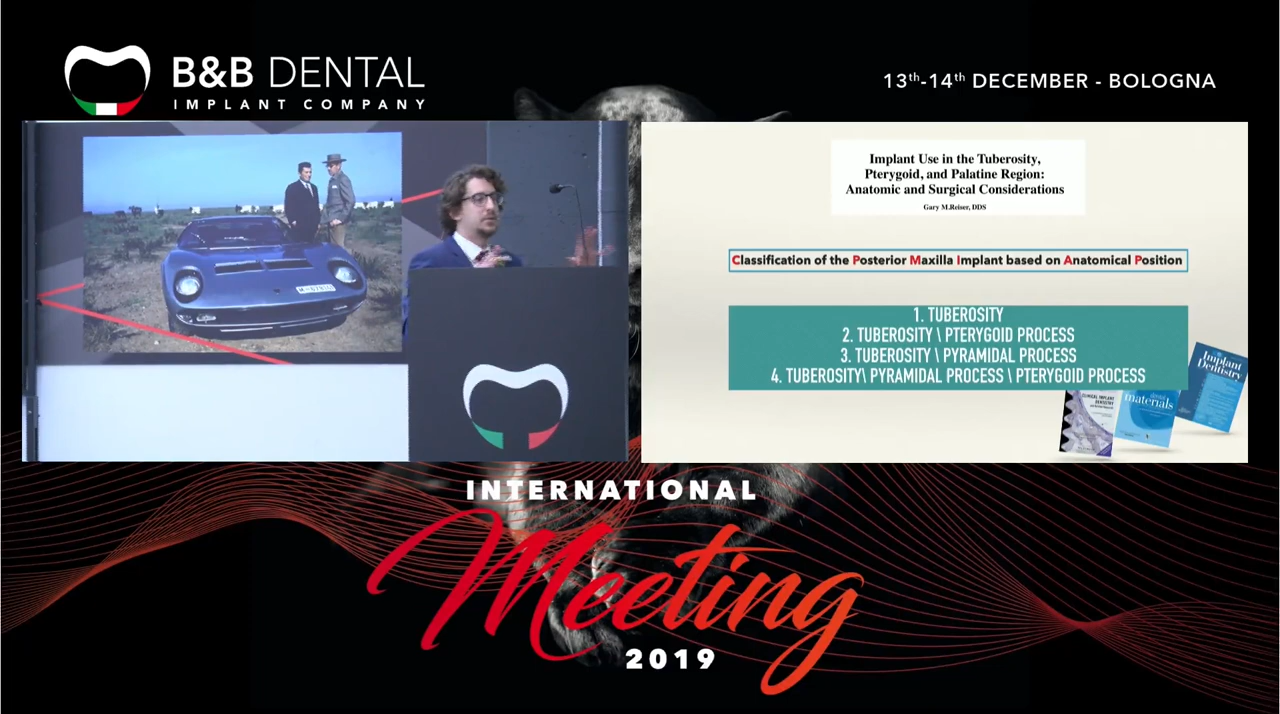 B&B DENTAL
IMPLANT COMPANY
13th-14th DECEMBER - BOLOGNA
Implant Use in the Tuberosity,
Pterygoid, and Palatine Region:
Anatomic and Surgical Considerations
Gary M.Reiser, DDS
Classification of the Posterior Maxilla Implant based on Anatomical Position
1. TUBEROSITY
2. TUBEROSITY \ PTERYGOID PROCESS
3. TUBEROSITY \ PYRAMIDAL PROCESS
4. TUBEROSITY\ PYRAMIDAL PROCESS \ PTERYGOID PROCESS
Implant
Dentistry
CLINICAL IMPLANT
DENTISTRY
dental
materials
INTERNATIONAL
Meeting
2019